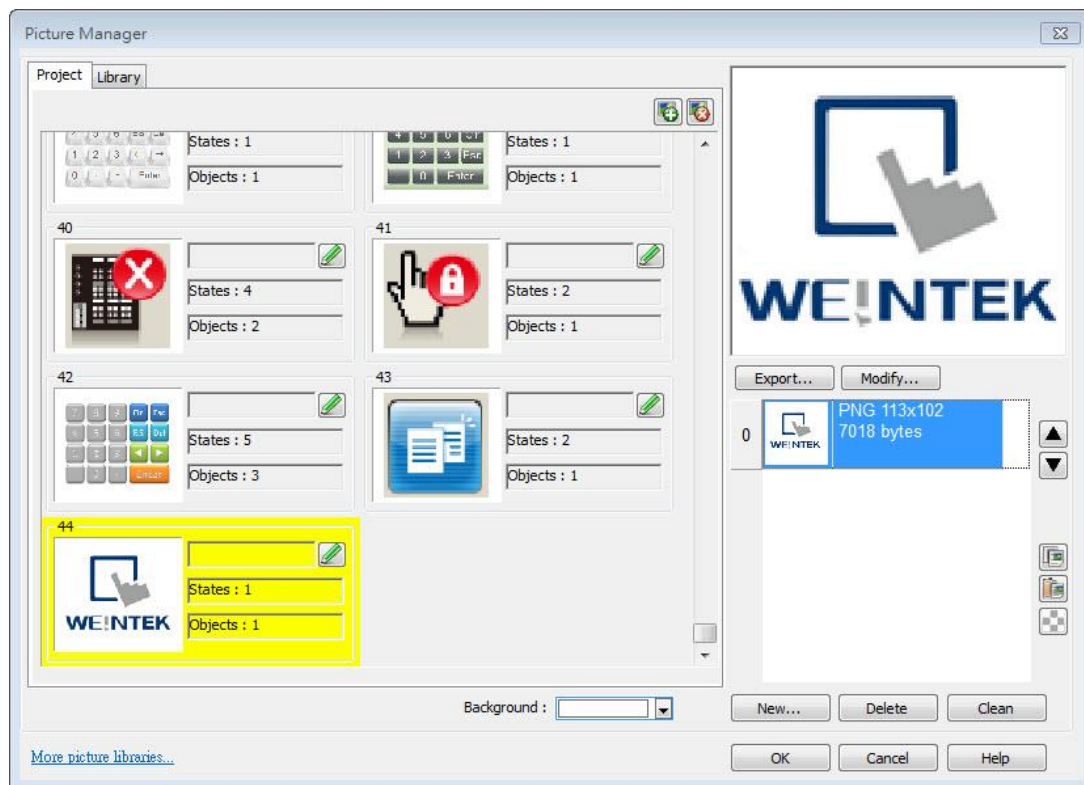 Picture Manager
Project
Library
States : 1
Objects : 1
States : 1
Objects : 1
40
States : 4
Objects : 2
41
States : 2
Objects : 1
42
States : 5
Objects : 3
43
States : 2
Objects : 1
44
WE!NTEK
States : 1
Objects : 1
Background :
More picture libraries...
WE!NTEK
Export...
Modify...
0
WE!NTEK
PNG 113x102
7018 bytes
New...
Delete
Clean
OK
Cancel
Help